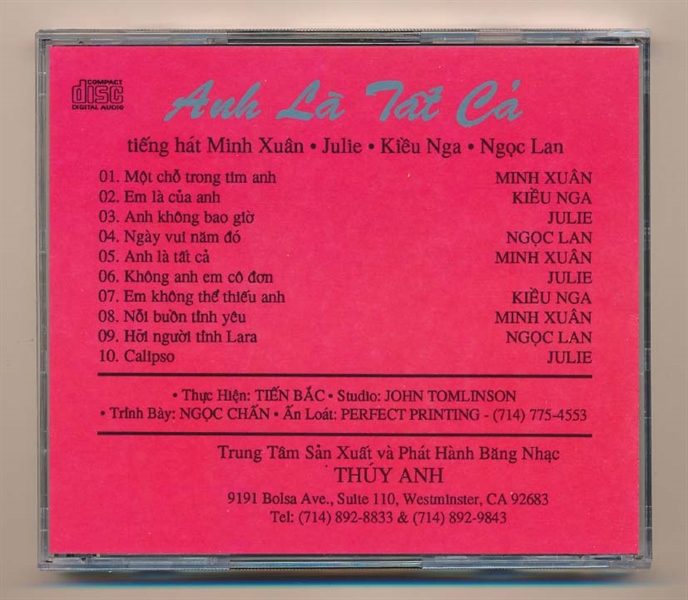 COMPACT
disc
DIGITAL AUDIO
Anh Là Tất Cả
tiếng hát Minh Xuân • Julie • Kiều Nga • Ngọc Lan
01. Một chỗ trong tim anh MINH XUÂN
02. Em là của anh KIỀU NGA
03. Anh không bao giờ JULIE
04. Ngày vui năm đó NGỌC LAN
05. Anh là tất cả MINH XUÂN
06. Không anh em cô đơn JULIE
07. Em không thể thiếu anh KIỀU NGA
08. Nỗi buồn tình yêu MINH XUÂN
09. Hỡi người tình Lara NGỌC LAN
10. Calipso JULIE
• Thực Hiện: TIẾN BẮC • Studio: JOHN TOMLINSON
• Trình Bày: NGỌC CHẤN • Ấn Loát: PERFECT PRINTING - (714) 775-4553
Trung Tâm Sản Xuất và Phát Hành Băng Nhạc
THÚY ANH
9191 Bolsa Ave., Suite 110, Westminster, CA 92683
Tel: (714) 892-8833 & (714) 892-9843